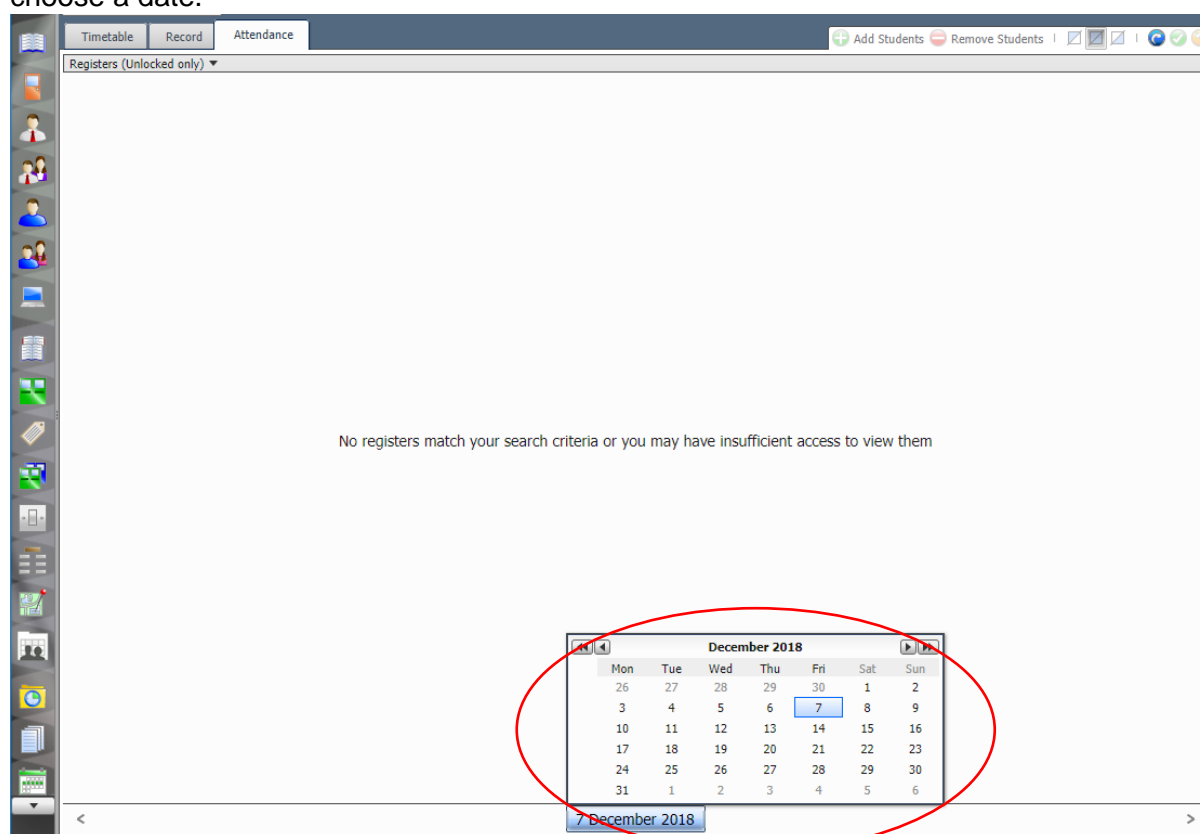 choose a date.
Timetable Record Attendance Add Students Remove Students
Registers (Unlocked only)
No registers match your search criteria or you may have insufficient access to view them
December 2018
Mon Tue Wed Thu Fri Sat Sun
26 27 28 29 30 1 2
3 4 5 6 7 8 9
10 11 12 13 14 15 16
17 18 19 20 21 22 23
24 25 26 27 28 29 30
31 1 2 3 4 5 6
< 7 December 2018 >